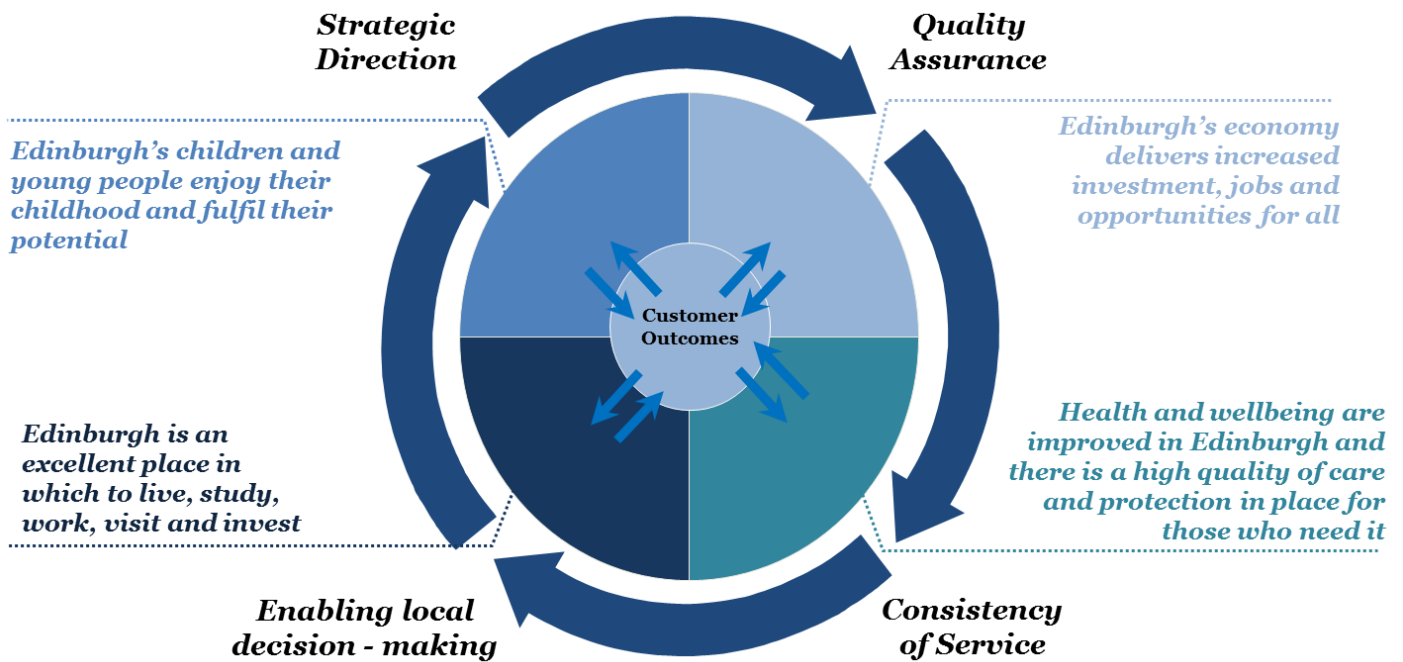 Strategic
Direction
Quality
Assurance
Edinburgh’s children and
young people enjoy their
childhood and fulfil their
potential
Edinburgh’s economy
delivers increased
investment, jobs and
opportunities for all
Customer
Outcomes
Edinburgh is an
excellent place in
which to live, study,
work, visit and invest
Health and wellbeing are
improved in Edinburgh and
there is a high quality of care
and protection in place for
those who need it
Enabling local
decision - making
Consistency
of Service